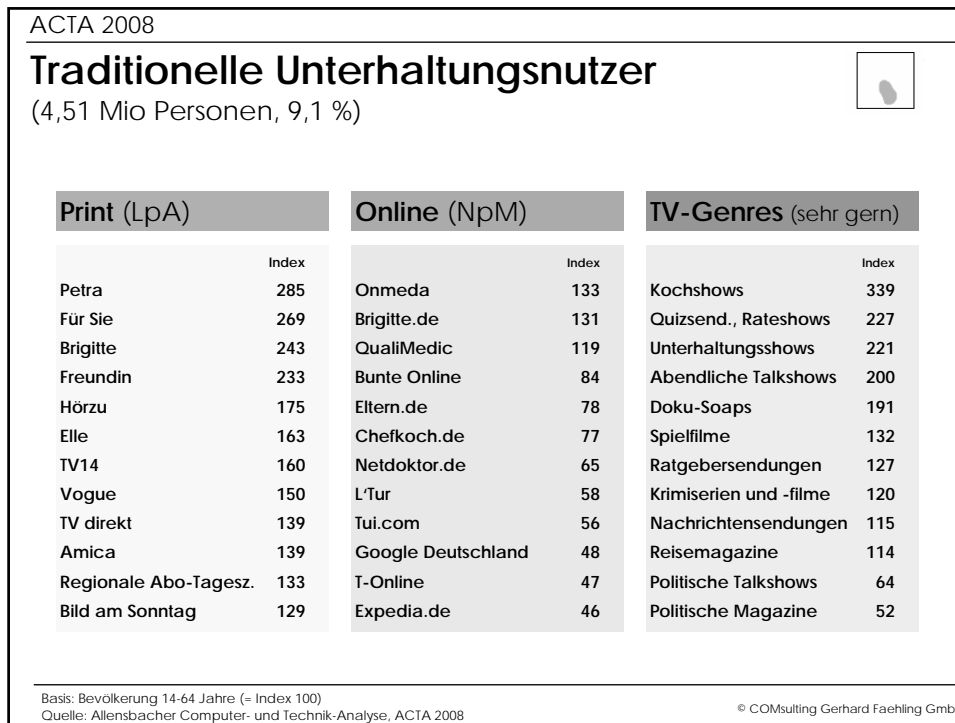 ACTA 2008
Traditionelle Unterhaltungsnutzer
(4,51 Mio Personen, 9,1 %)
Print (LpA)
Index
Petra 285
Für Sie 269
Brigitte 243
Freundin 233
Hörzu 175
Elle 163
TV14 160
Vogue 150
TV direkt 139
Amica 139
Regionale Abo-Tagesz. 133
Bild am Sonntag 129
Online (NpM)
Index
Onmeda 133
Brigitte.de 131
QualiMedic 119
Bunte Online 84
Eltern.de 78
Chefkoch.de 77
Netdoktor.de 65
L‘Tur 58
Tui.com 56
Google Deutschland 48
T-Online 47
Expedia.de 46
TV-Genres (sehr gern)
Index
Kochshows 339
Quizsend., Rateshows 227
Unterhaltungsshows 221
Abendliche Talkshows 200
Doku-Soaps 191
Spielfilme 132
Ratgebersendungen 127
Krimiserien und -filme 120
Nachrichtensendungen 115
Reisemagazine 114
Politische Talkshows 64
Politische Magazine 52
Basis: Bevölkerung 14-64 Jahre (= Index 100)
Quelle: Allensbacher Computer- und Technik-Analyse, ACTA 2008
© COMsulting Gerhard Faehling Gmb